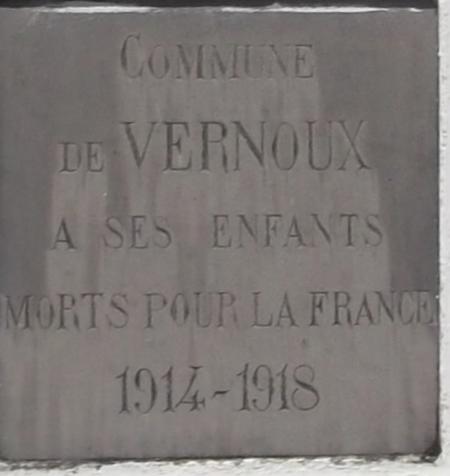 COMMUNE
DE VERNOUX
A SES ENFANTS
MORTS POUR LA FRANCE
1914-1918